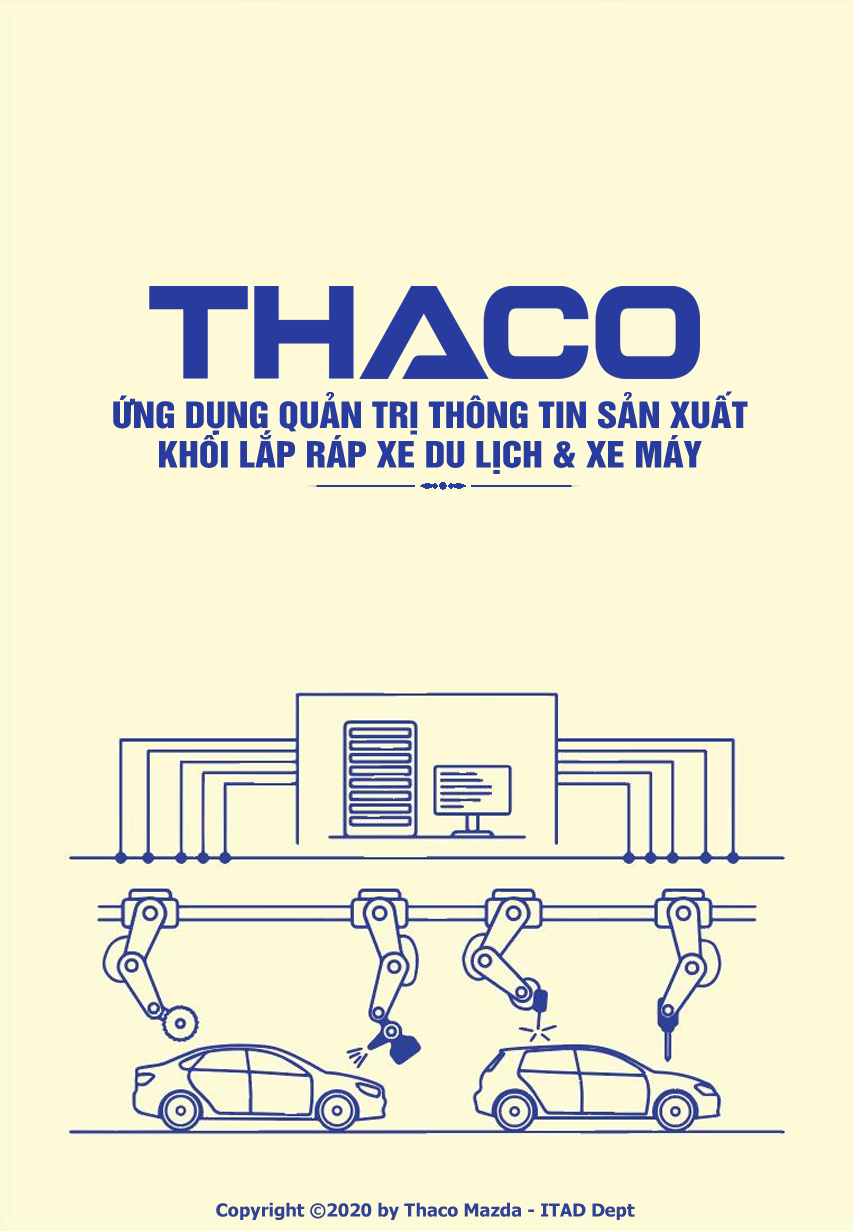 THACO
ỨNG DỤNG QUẢN TRỊ THÔNG TIN SẢN XUẤT
KHỐI LẮP RÁP XE DU LỊCH & XE MÁY
Copyright ©2020 by Thaco Mazda - ITAD Dept